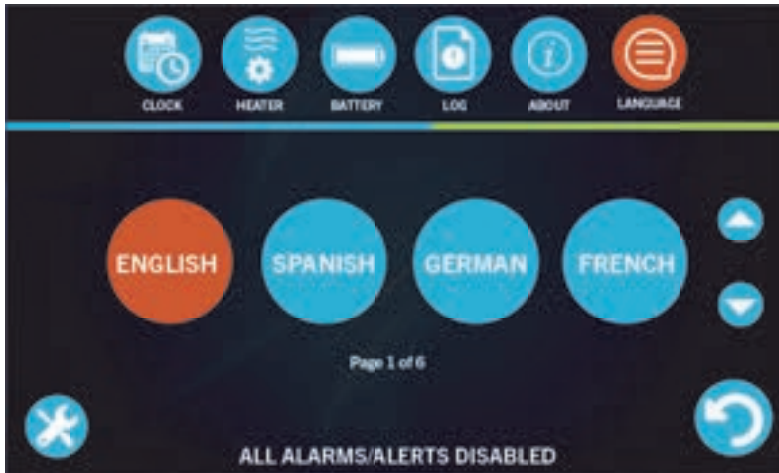 CLOCK HEATER BATTERY LOG ABOUT LANGUAGE
ENGLISH SPANISH GERMAN FRENCH
Page 1 of 6
ALL ALARMS/ALERTS DISABLED